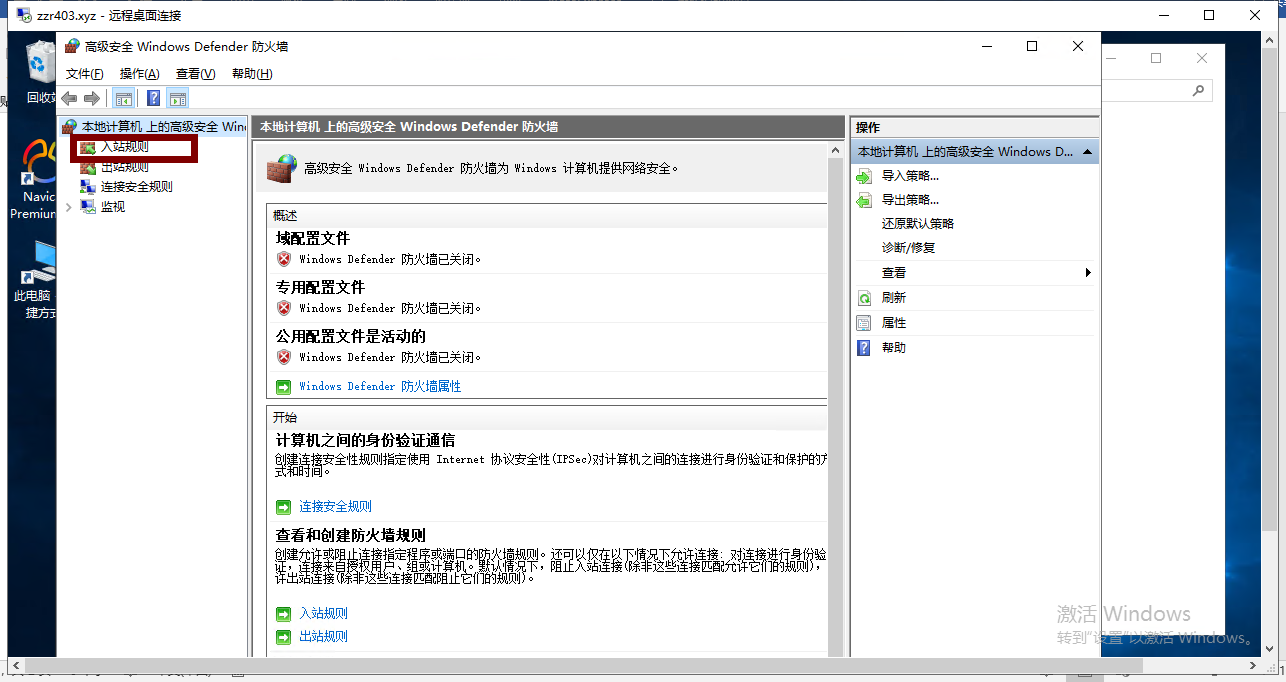 zzr403.xyz - 远程桌面连接
高级安全 Windows Defender 防火墙
文件(F) 操作(A) 查看(V) 帮助(H)
回收站
Navic
Premium
此电脑
捷方式
本地计算机 上的高级安全 Wind
入站规则
出站规则
连接安全规则
监视
本地计算机 上的高级安全 Windows Defender 防火墙
高级安全 Windows Defender 防火墙为 Windows 计算机提供网络安全。
概述
域配置文件
Windows Defender 防火墙已关闭。
专用配置文件
Windows Defender 防火墙已关闭。
公用配置文件是活动的
Windows Defender 防火墙已关闭。
Windows Defender 防火墙属性
开始
计算机之间的身份验证通信
创建连接安全性规则指定使用 Internet 协议安全性(IPSec)对计算机之间的连接进行身份验证和保护的方
式和时间。
连接安全规则
查看和创建防火墙规则
创建允许或阻止连接指定程序或端口的防火墙规则。还可以仅在以下情况下允许连接: 对连接进行身份验
证，连接来自授权用户、组或计算机。默认情况下，阻止入站连接(除非这些连接匹配允许它们的规则)，
许出站连接(除非这些连接匹配阻止它们的规则)。
入站规则
出站规则
操作
本地计算机 上的高级安全 Windows D...
导入策略...
导出策略...
还原默认策略
诊断/修复
查看
刷新
属性
帮助
激活 Windows
转到"设置"以激活 Windows。